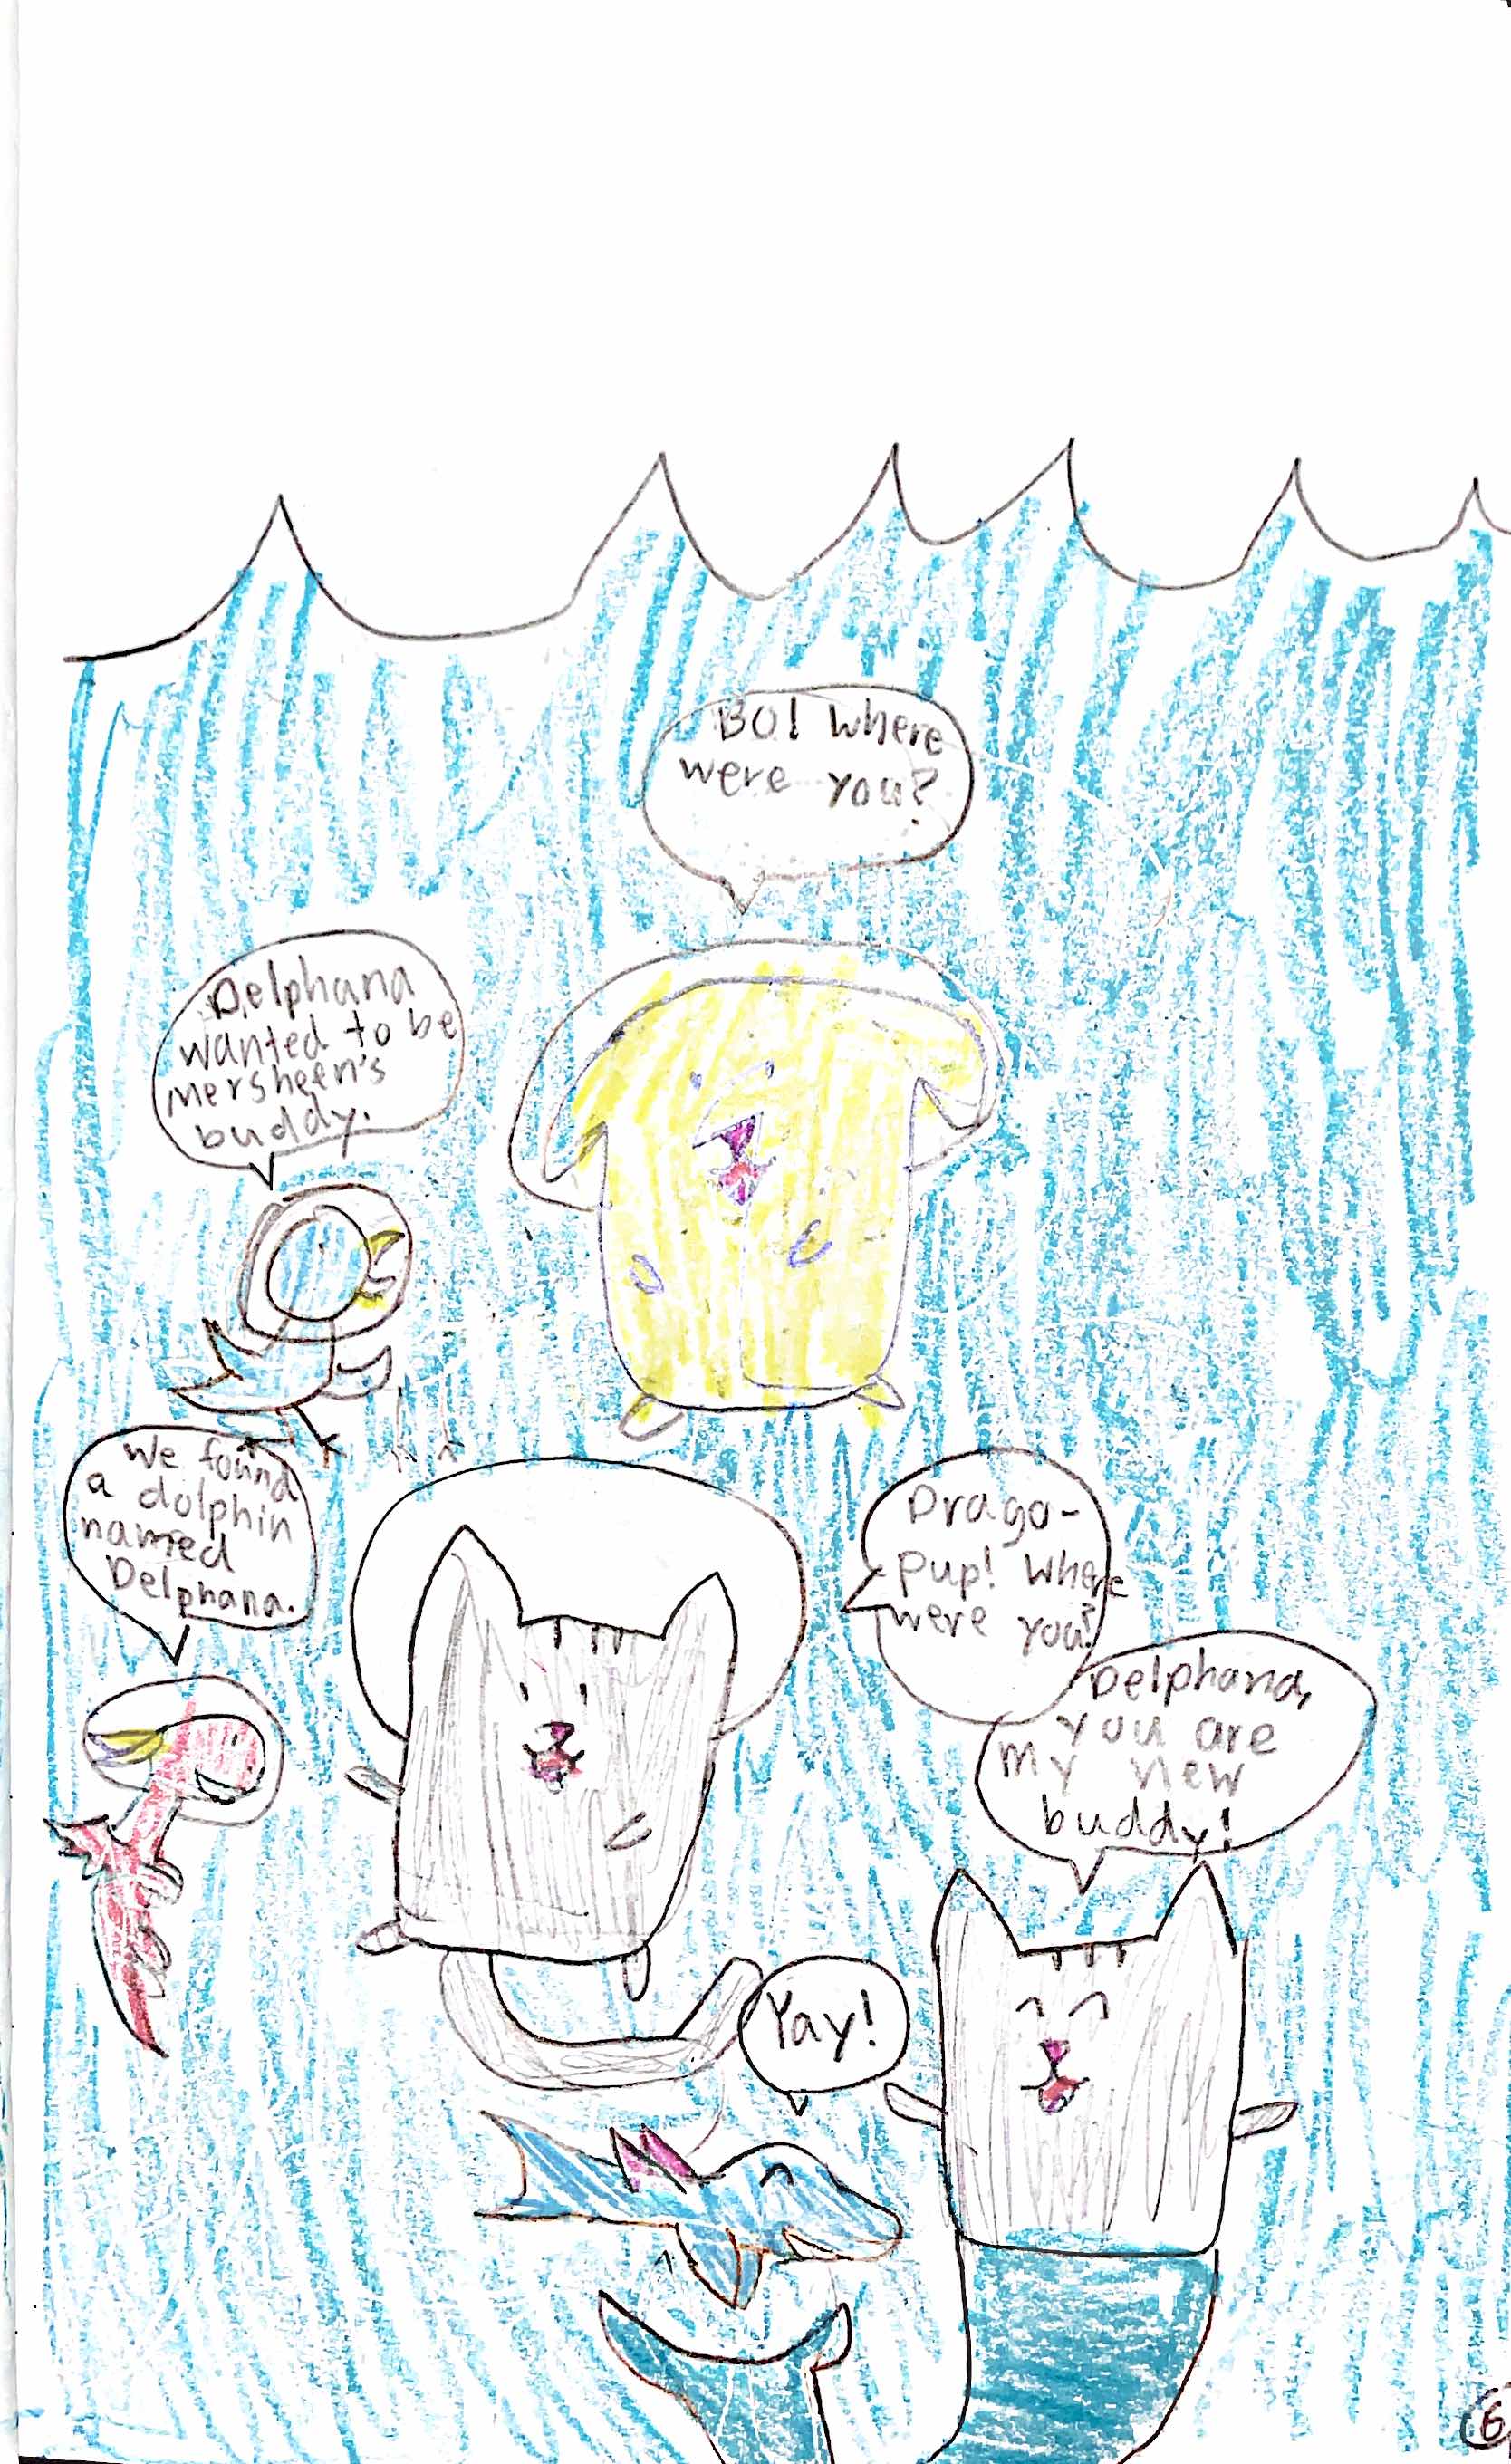 BO! Where
were you?
Delphana
wanted to be
Mersheen's
buddy.
We found
a dolphin
named
Delphana.
Drago-
Pup! Where
were you?
Delphana,
you are
my new
buddy!
Yay!
6